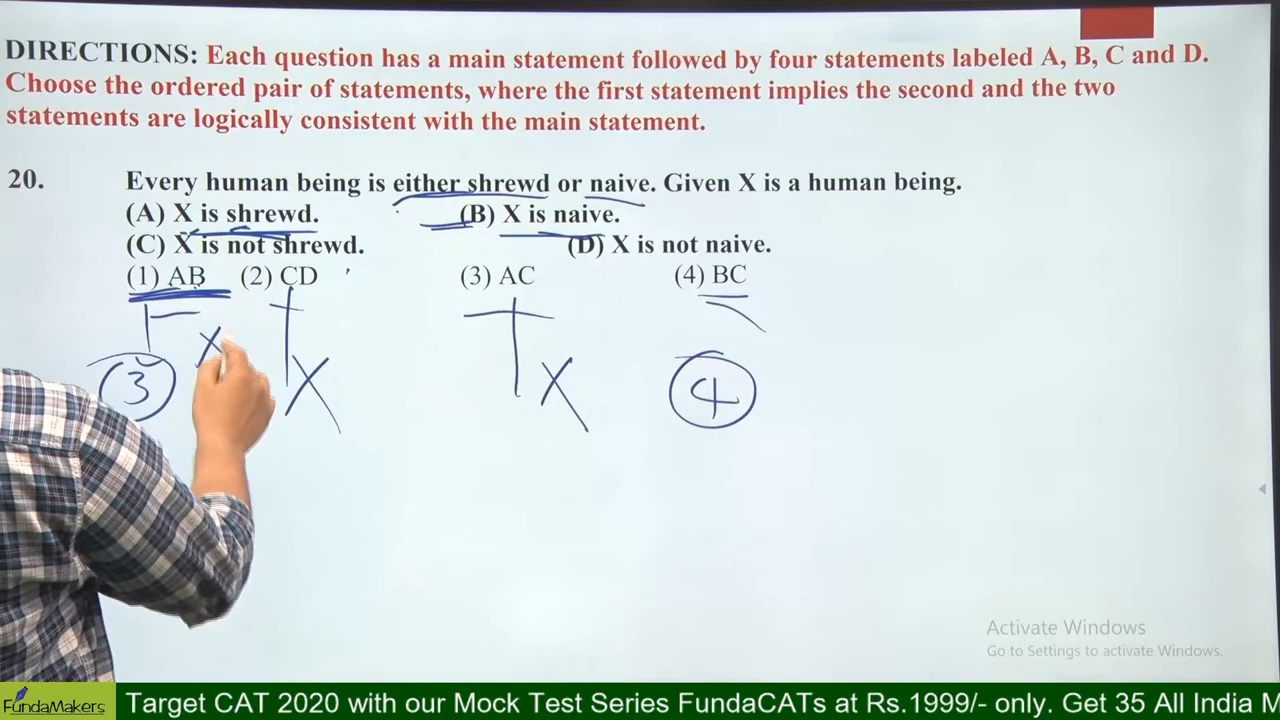 DIRECTIONS: Each question has a main statement followed by four statements labeled A, B, C and D.
Choose the ordered pair of statements, where the first statement implies the second and the two
statements are logically consistent with the main statement.
20. Every human being is either shrewd or naive. Given X is a human being.
(A) X is shrewd. (B) X is naive.
(C) X is not shrewd. (D) X is not naive.
(1) AB (2) CD (3) AC (4) BC
X X X
3 4
Activate Windows
Go to Settings to activate Windows.
FundaMakers Target CAT 2020 with our Mock Test Series FundaCATs at Rs.1999/- only. Get 35 All India M